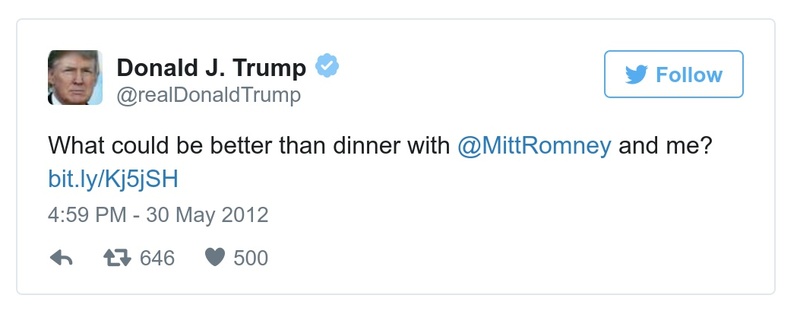 Donald J. Trump
@realDonaldTrump
Follow
What could be better than dinner with @MittRomney and me?
bit.ly/Kj5jSH
4:59 PM - 30 May 2012
646 500